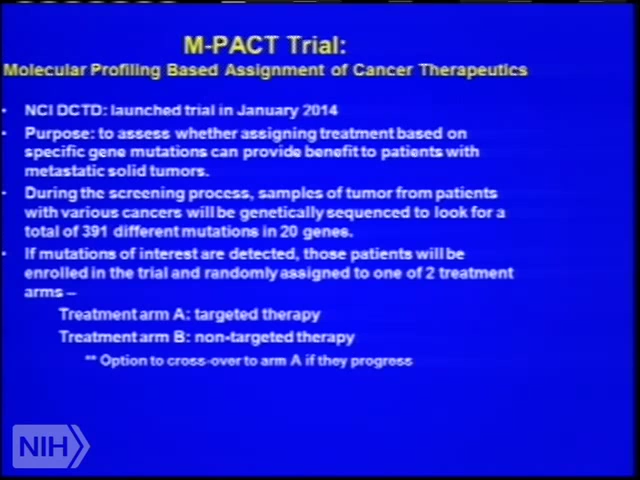 M-PACT Trial:
Molecular Profiling Based Assignment of Cancer Therapeutics
• NCI DCTD: launched trial in January 2014
• Purpose: to assess whether assigning treatment based on
specific gene mutations can provide benefit to patients with
metastatic solid tumors.
• During the screening process, samples of tumor from patients
with various cancers will be genetically sequenced to look for a
total of 391 different mutations in 20 genes.
• If mutations of interest are detected, those patients will be
enrolled in the trial and randomly assigned to one of 2 treatment
arms –
Treatment arm A: targeted therapy
Treatment arm B: non-targeted therapy
** Option to cross-over to arm A if they progress
NIH